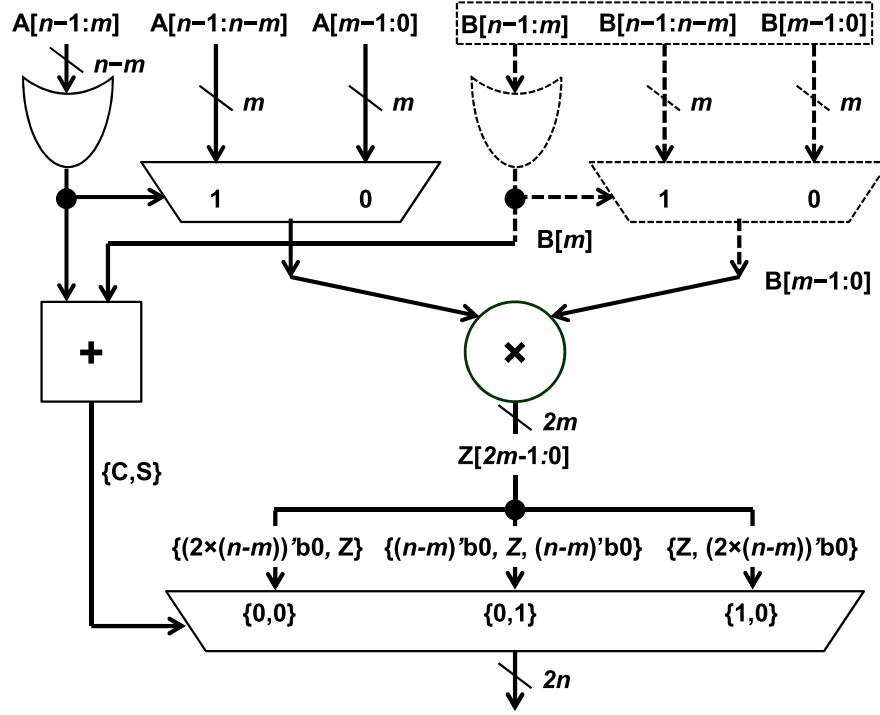 A[n−1:m] A[n−1:n−m] A[m−1:0] B[n−1:m] B[n−1:n−m] B[m−1:0]
n−m
m m m m
1 0 1 0
B[m]
B[m−1:0]
+ ×
2m
Z[2m-1:0]
{C,S}
{(2×(n-m))’b0, Z} {(n-m)’b0, Z, (n-m)’b0} {Z, (2×(n-m))’b0}
{0,0} {0,1} {1,0}
2n